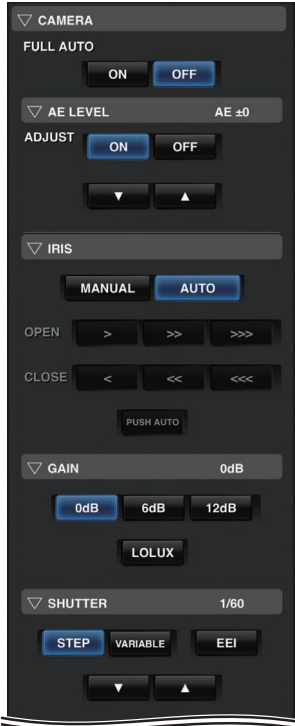 ▽ CAMERA
FULL AUTO
ON OFF
▽ AE LEVEL AE ±0
ADJUST ON OFF
▼ ▲
▽ IRIS
MANUAL AUTO
OPEN > >> >>>
CLOSE < << <<<
PUSH AUTO
▽ GAIN 0dB
0dB 6dB 12dB
LOLUX
▽ SHUTTER 1/60
STEP VARIABLE EEI
▼ ▲